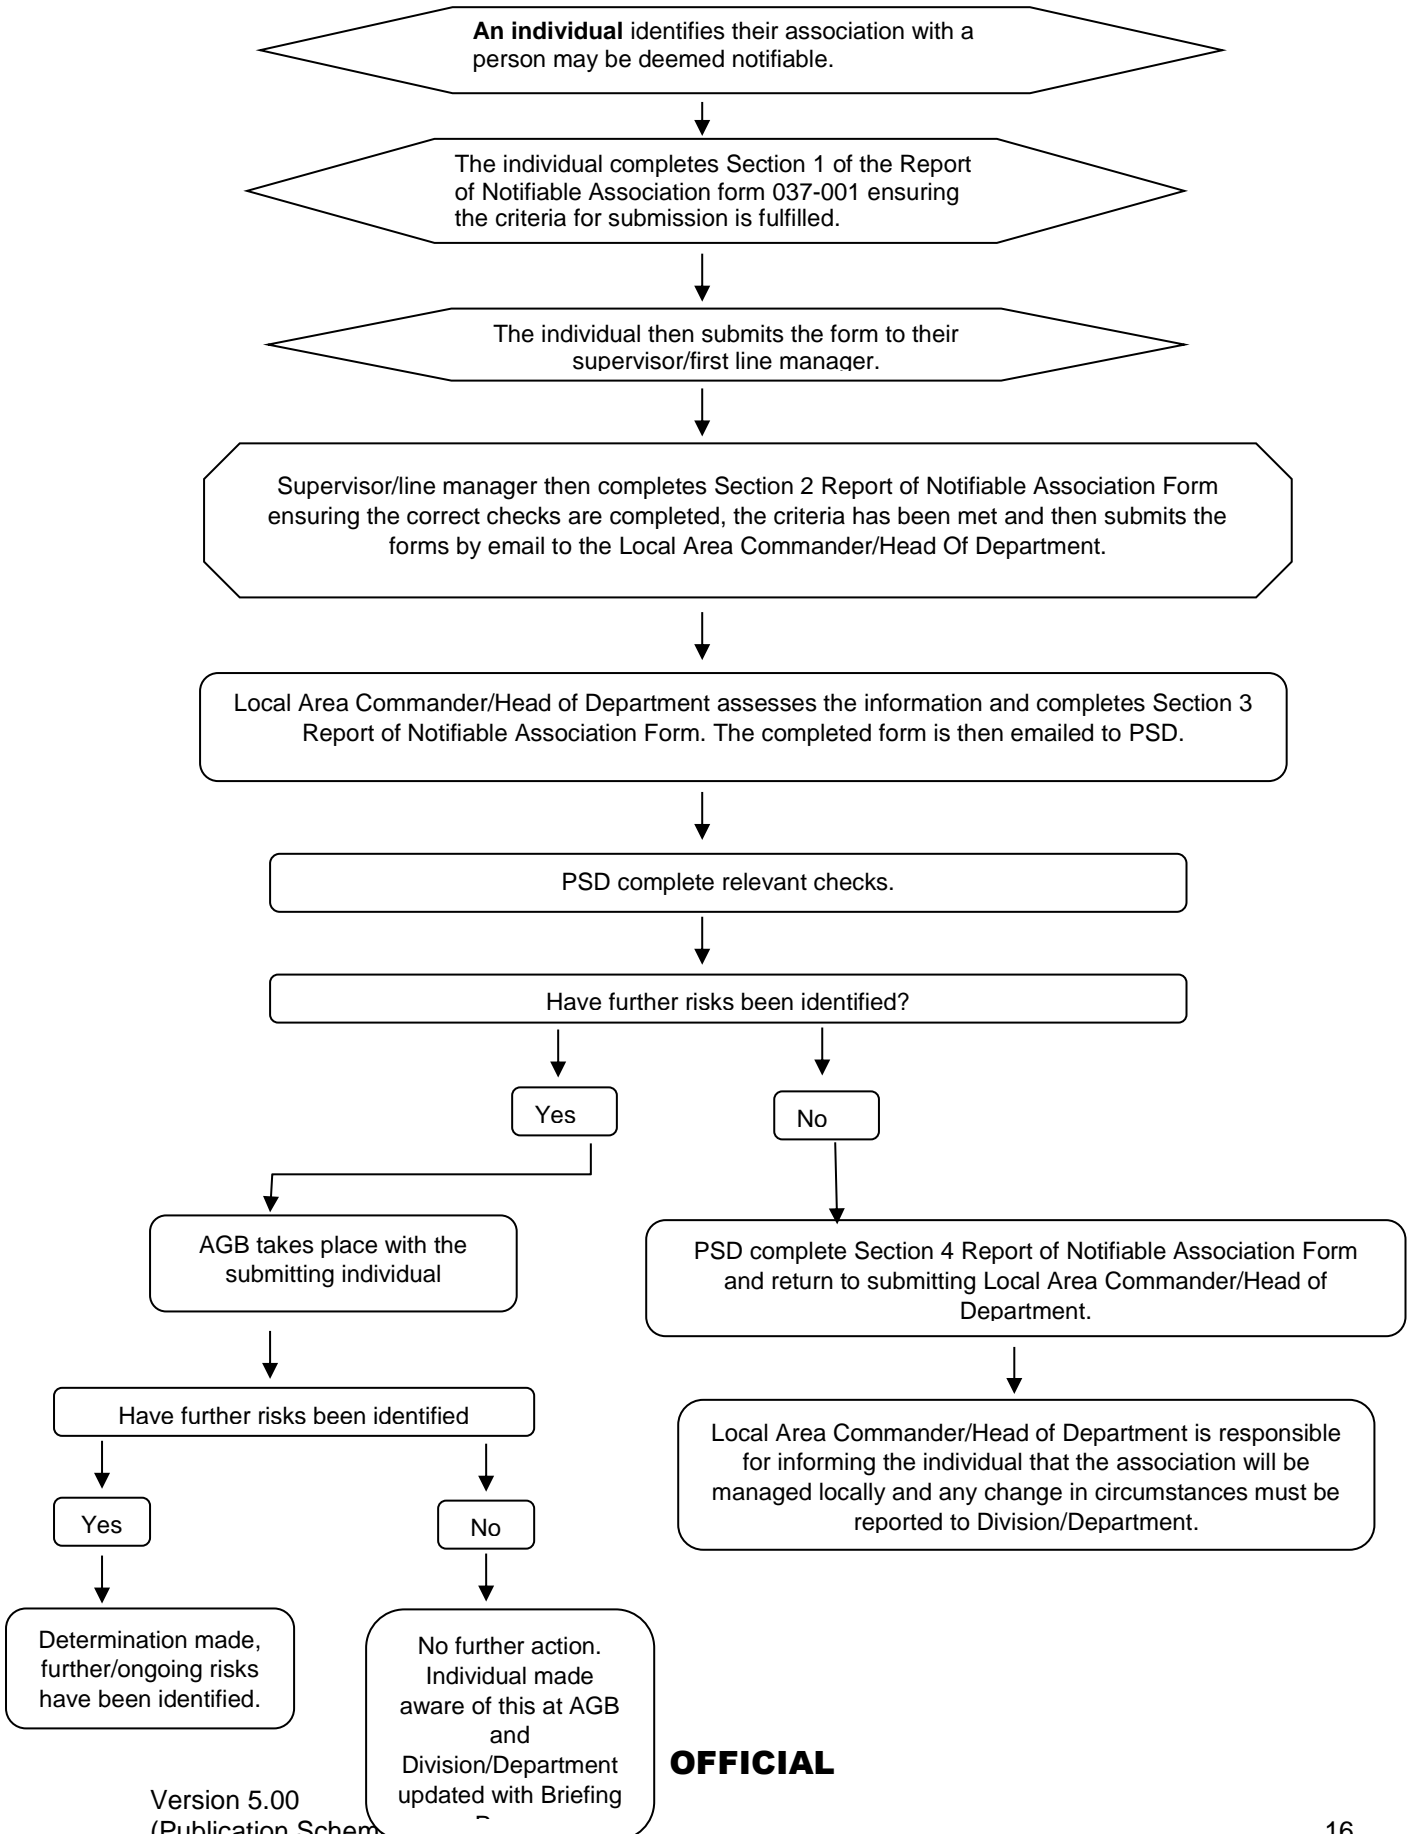 An individual identifies their association with a
person may be deemed notifiable.
The individual completes Section 1 of the Report
of Notifiable Association form 037-001 ensuring
the criteria for submission is fulfilled.
The individual then submits the form to their
supervisor/first line manager.
Supervisor/line manager then completes Section 2 Report of Notifiable Association Form
ensuring the correct checks are completed, the criteria has been met and then submits the
forms by email to the Local Area Commander/Head Of Department.
Local Area Commander/Head of Department assesses the information and completes Section 3
Report of Notifiable Association Form. The completed form is then emailed to PSD.
PSD complete relevant checks.
Have further risks been identified?
Yes
No
AGB takes place with the
submitting individual
PSD complete Section 4 Report of Notifiable Association Form
and return to submitting Local Area Commander/Head of
Department.
Have further risks been identified
Local Area Commander/Head of Department is responsible
for informing the individual that the association will be
managed locally and any change in circumstances must be
reported to Division/Department.
Yes
No
Determination made,
further/ongoing risks
have been identified.
No further action.
Individual made
aware of this at AGB
and
Division/Department
updated with Briefing
OFFICIAL
Version 5.00
(Publication Schem
16